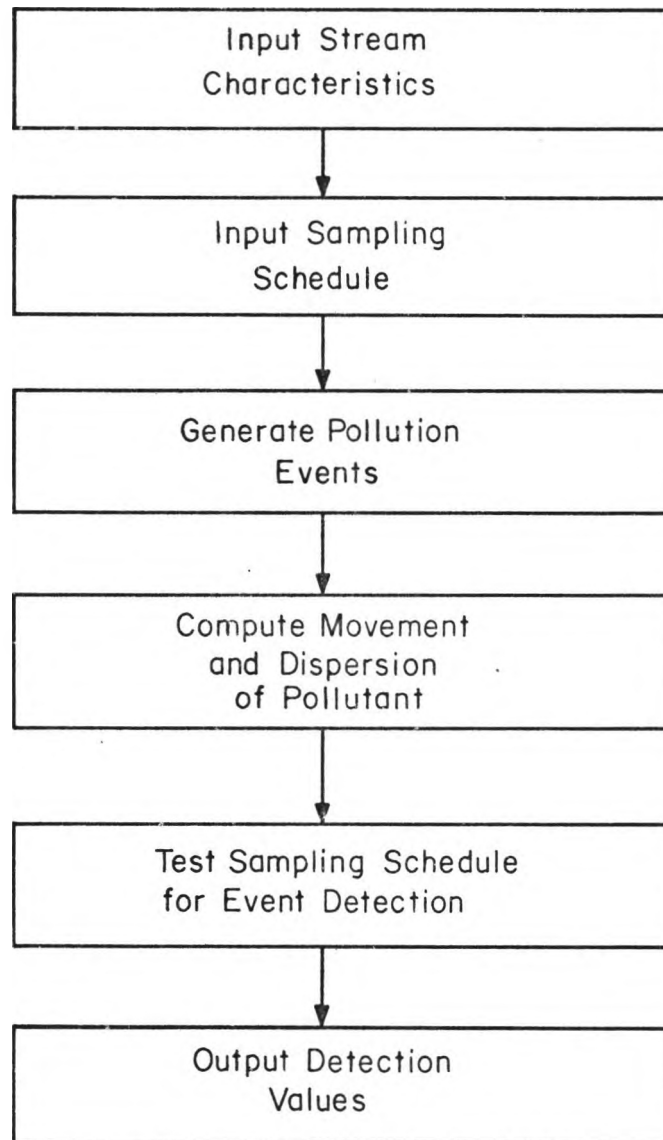 Input Stream
Characteristics
Input Sampling
Schedule
Generate Pollution
Events
Compute Movement
and Dispersion
of Pollutant
Test Sampling Schedule
for Event Detection
Output Detection
Values